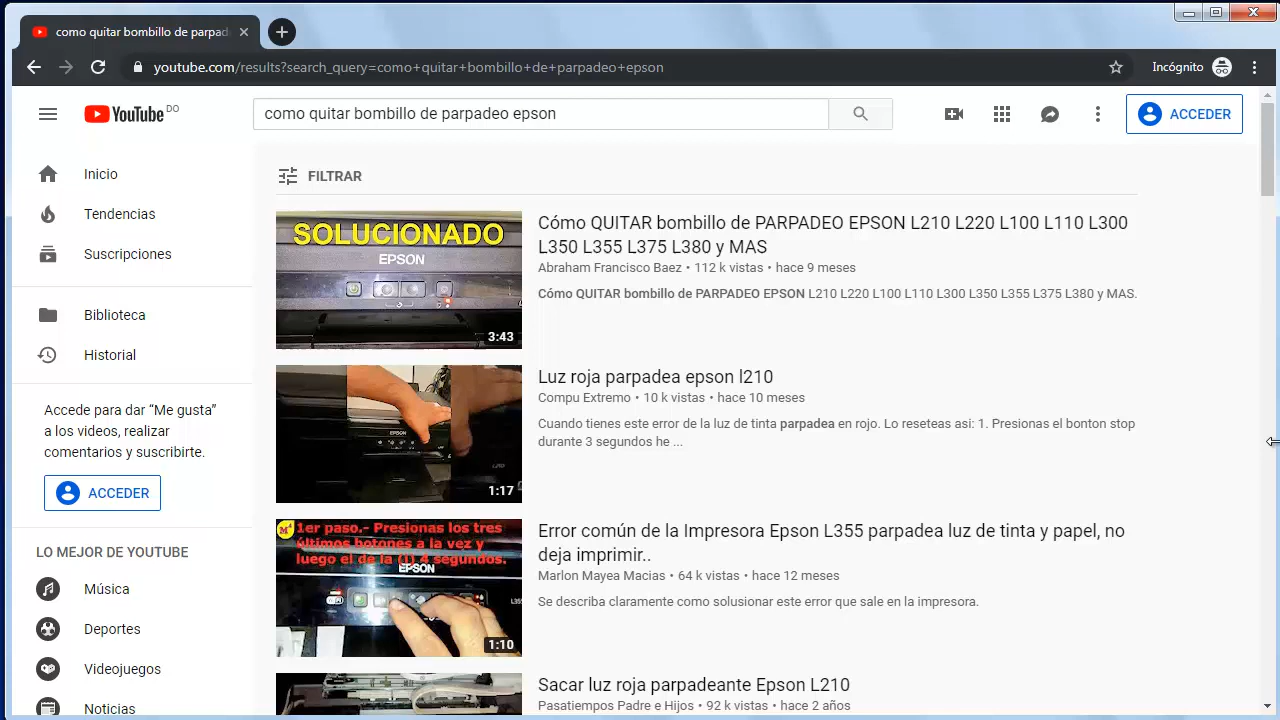 como quitar bombillo de parpad
youtube.com/results?search_query=como+quitar+bombillo+de+parpadeo+epson
Incógnito
YouTube DO
como quitar bombillo de parpadeo epson
ACCEDER
Inicio
Tendencias
Suscripciones
Biblioteca
Historial
Accede para dar “Me gusta”
a los videos, realizar
comentarios y suscribirte.
ACCEDER
LO MEJOR DE YOUTUBE
Música
Deportes
Videojuegos
Noticias
FILTRAR
SOLUCIONADO
EPSON
3:43
Cómo QUITAR bombillo de PARPADEO EPSON L210 L220 L100 L110 L300
L350 L355 L375 L380 y MAS
Abraham Francisco Baez • 112 k vistas • hace 9 meses
Cómo QUITAR bombillo de PARPADEO EPSON L210 L220 L100 L110 L300 L350 L355 L375 L380 y MAS.
EPSON
1:17
Luz roja parpadea epson l210
Compu Extremo • 10 k vistas • hace 10 meses
Cuando tienes este error de la luz de tinta parpadea en rojo. Lo reseteas asi: 1. Presionas el bontxn stop
durante 3 segundos he ...
1er paso.- Presionas los tres
últimos botones a la vez y
luego el de la (I) 4 segundos.
EPSON
L355
1:10
Error común de la Impresora Epson L355 parpadea luz de tinta y papel, no
deja imprimir..
Marlon Mayea Macias • 64 k vistas • hace 12 meses
Se describa claramente como solusionar este error que sale en la impresora.
Sacar luz roja parpadeante Epson L210
Pasatiempos Padre e Hijos • 92 k vistas • hace 2 años